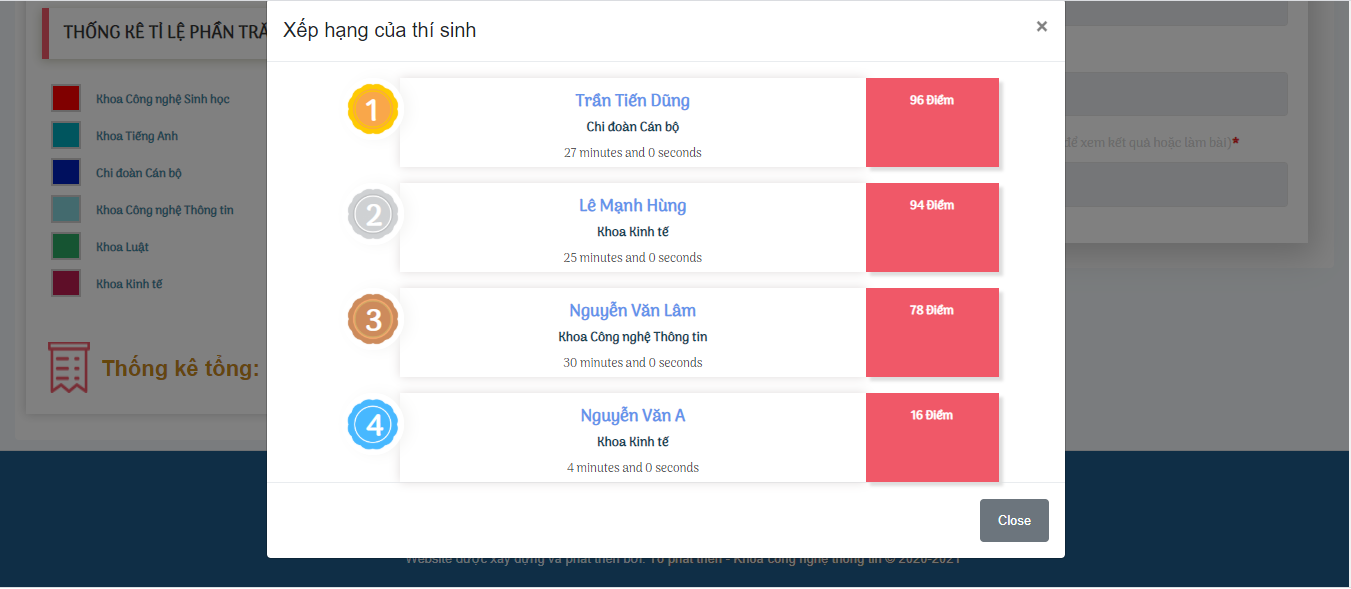 THỐNG KÊ TỈ LỆ PHẦN TRĂ
Khoa Công nghệ Sinh học
Khoa Tiếng Anh
Chi đoàn Cán bộ
Khoa Công nghệ Thông tin
Khoa Luật
Khoa Kinh tế
Thống kê tổng:
Xếp hạng của thí sinh
×
1
Trần Tiến Dũng
Chi đoàn Cán bộ
27 minutes and 0 seconds
96 Điểm
2
Lê Mạnh Hùng
Khoa Kinh tế
25 minutes and 0 seconds
94 Điểm
3
Nguyễn Văn Lâm
Khoa Công nghệ Thông tin
30 minutes and 0 seconds
78 Điểm
4
Nguyễn Văn A
Khoa Kinh tế
4 minutes and 0 seconds
16 Điểm
Close
để xem kết quả hoặc làm bài)*
Website được xây dựng và phát triển bởi: Tổ phát triển - Khoa công nghệ thông tin © 2020-2021